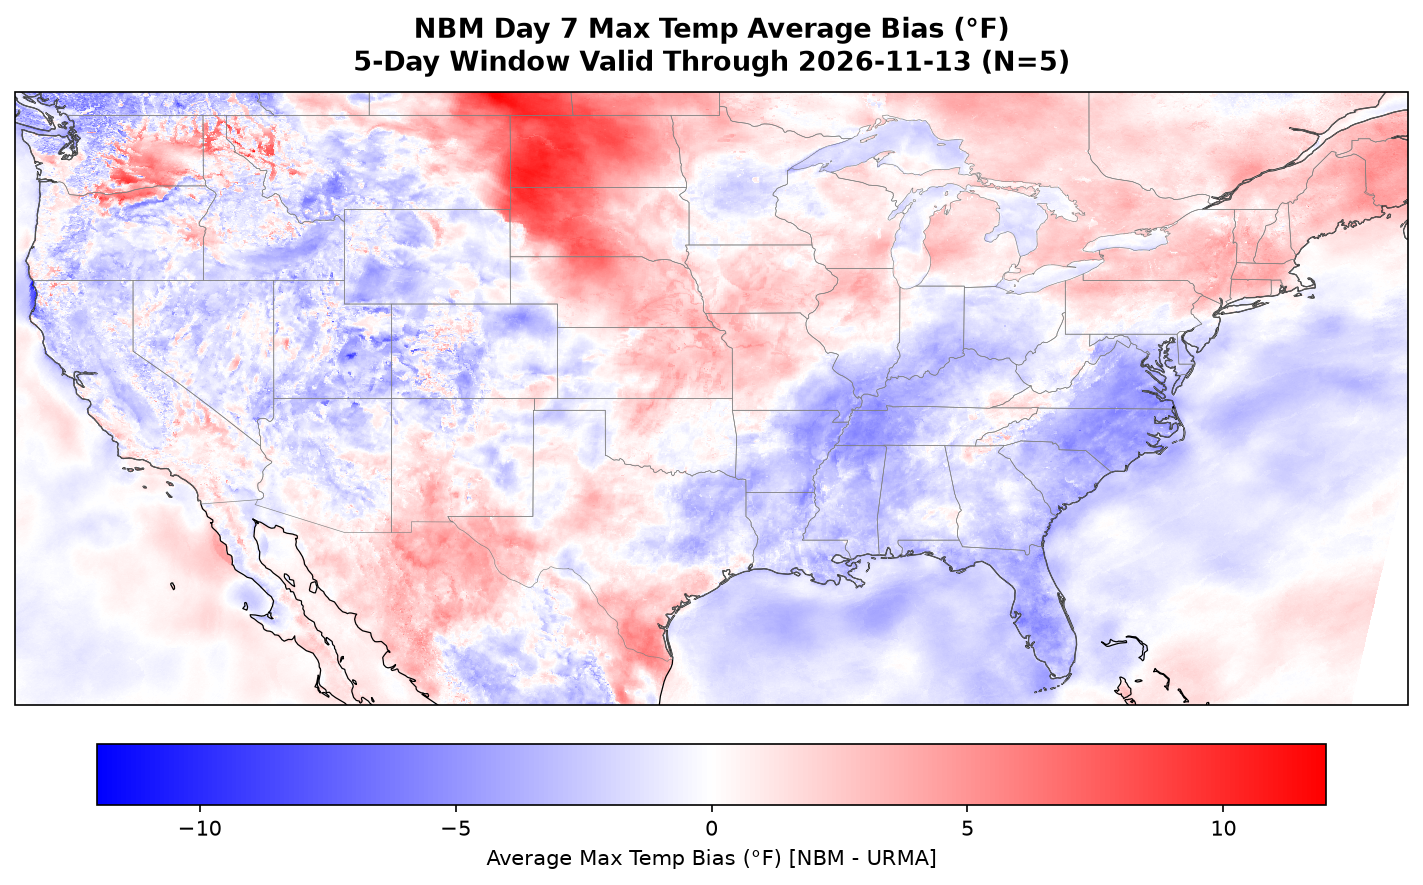 NBM Day 7 Max Temp Average Bias (°F)
5-Day Window Valid Through 2026-11-13 (N=5)
−10 −5 0 5 10
Average Max Temp Bias (°F) [NBM - URMA]